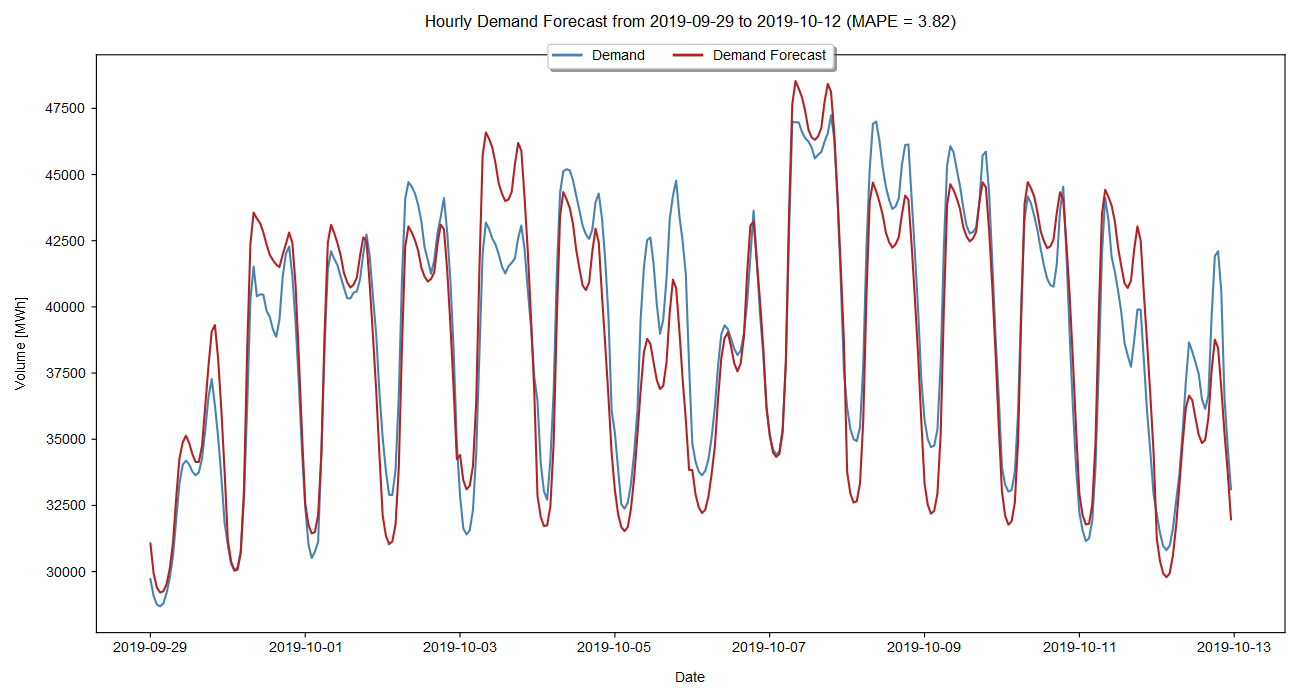 Hourly Demand Forecast from 2019-09-29 to 2019-10-12 (MAPE = 3.82)
Demand Demand Forecast
47500
45000
42500
40000
37500
35000
32500
30000
Volume [MWh]
2019-09-29 2019-10-01 2019-10-03 2019-10-05 2019-10-07 2019-10-09 2019-10-11 2019-10-13
Date